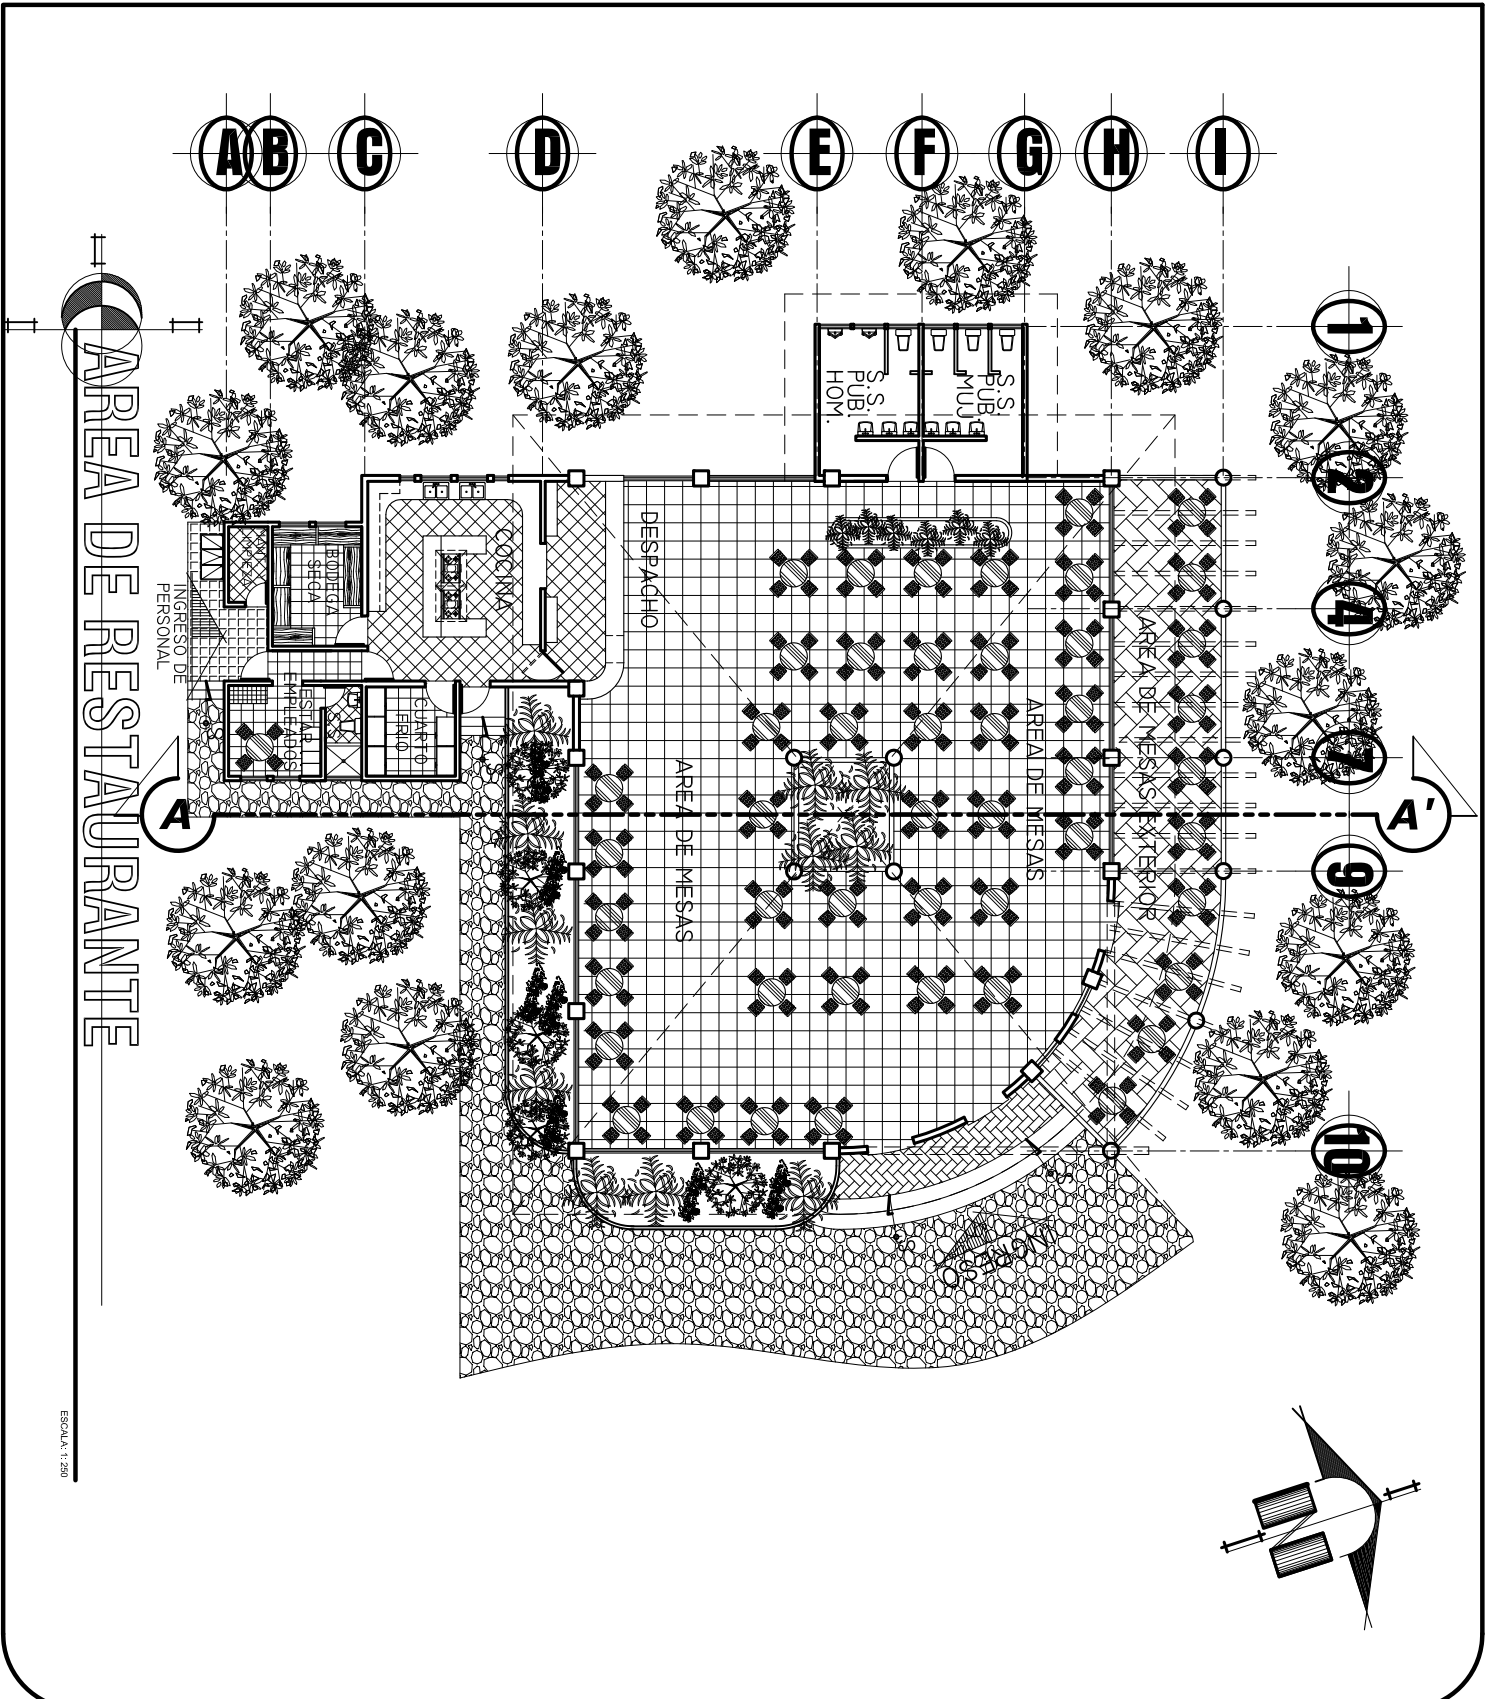 A B C D E F G H I
1
2
4
7
9
10
A
A'
AREA DE RESTAURANTE
ESCALA: 1: 250
S.S.
PUB.
HOM.
S.S.
PUB.
MUJ.
COCINA
DESPACHO
BODEGA
SECA
INGRESO DE
PERSONAL
ESTAR
EMPLEADOS
CUARTO
FRIO
AREA DE MESAS
AREA DE MESAS
AREA DE MESAS EXTERIOR
INGRESO
S
S
N